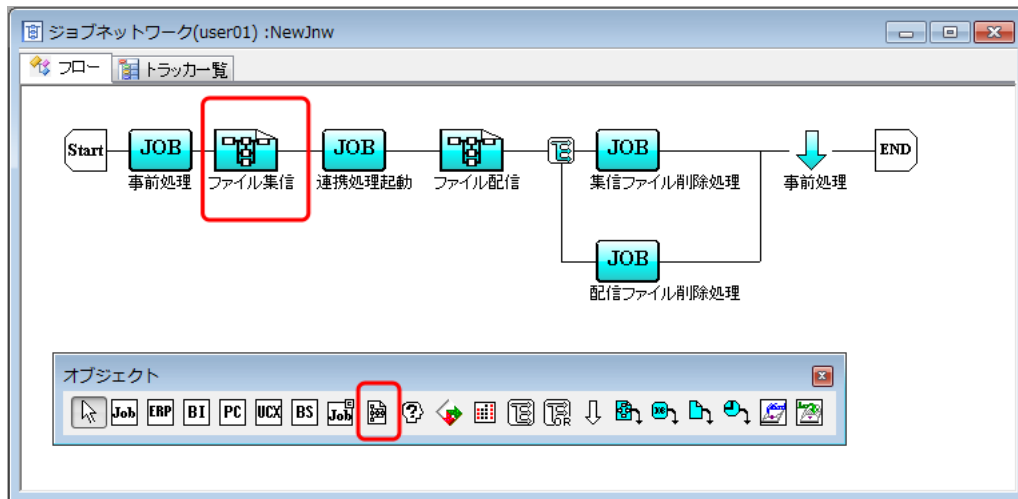 ジョブネットワーク(user01) :NewJnw
フロー トラッカ一覧
Start JOB JOB JOB END
事前処理 ファイル集信 連携処理起動 ファイル配信 集信ファイル削除処理 事前処理
JOB
配信ファイル削除処理
オブジェクト
Job ERP BI PC UCX BS Job OR